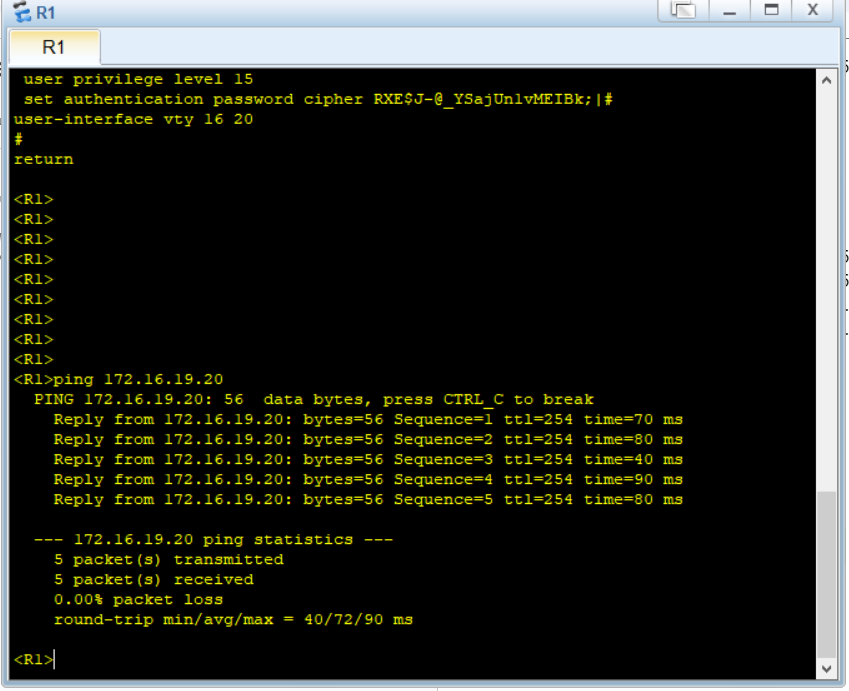 R1
R1
user privilege level 15
set authentication password cipher RXE$J-@_YSajUn1vMEIBk;|#
user-interface vty 16 20
#
return
<R1>
<R1>
<R1>
<R1>
<R1>
<R1>
<R1>
<R1>
<R1>
<R1>ping 172.16.19.20
PING 172.16.19.20: 56  data bytes, press CTRL_C to break
Reply from 172.16.19.20: bytes=56 Sequence=1 ttl=254 time=70 ms
Reply from 172.16.19.20: bytes=56 Sequence=2 ttl=254 time=80 ms
Reply from 172.16.19.20: bytes=56 Sequence=3 ttl=254 time=40 ms
Reply from 172.16.19.20: bytes=56 Sequence=4 ttl=254 time=90 ms
Reply from 172.16.19.20: bytes=56 Sequence=5 ttl=254 time=80 ms
--- 172.16.19.20 ping statistics ---
5 packet(s) transmitted
5 packet(s) received
0.00% packet loss
round-trip min/avg/max = 40/72/90 ms
<R1>